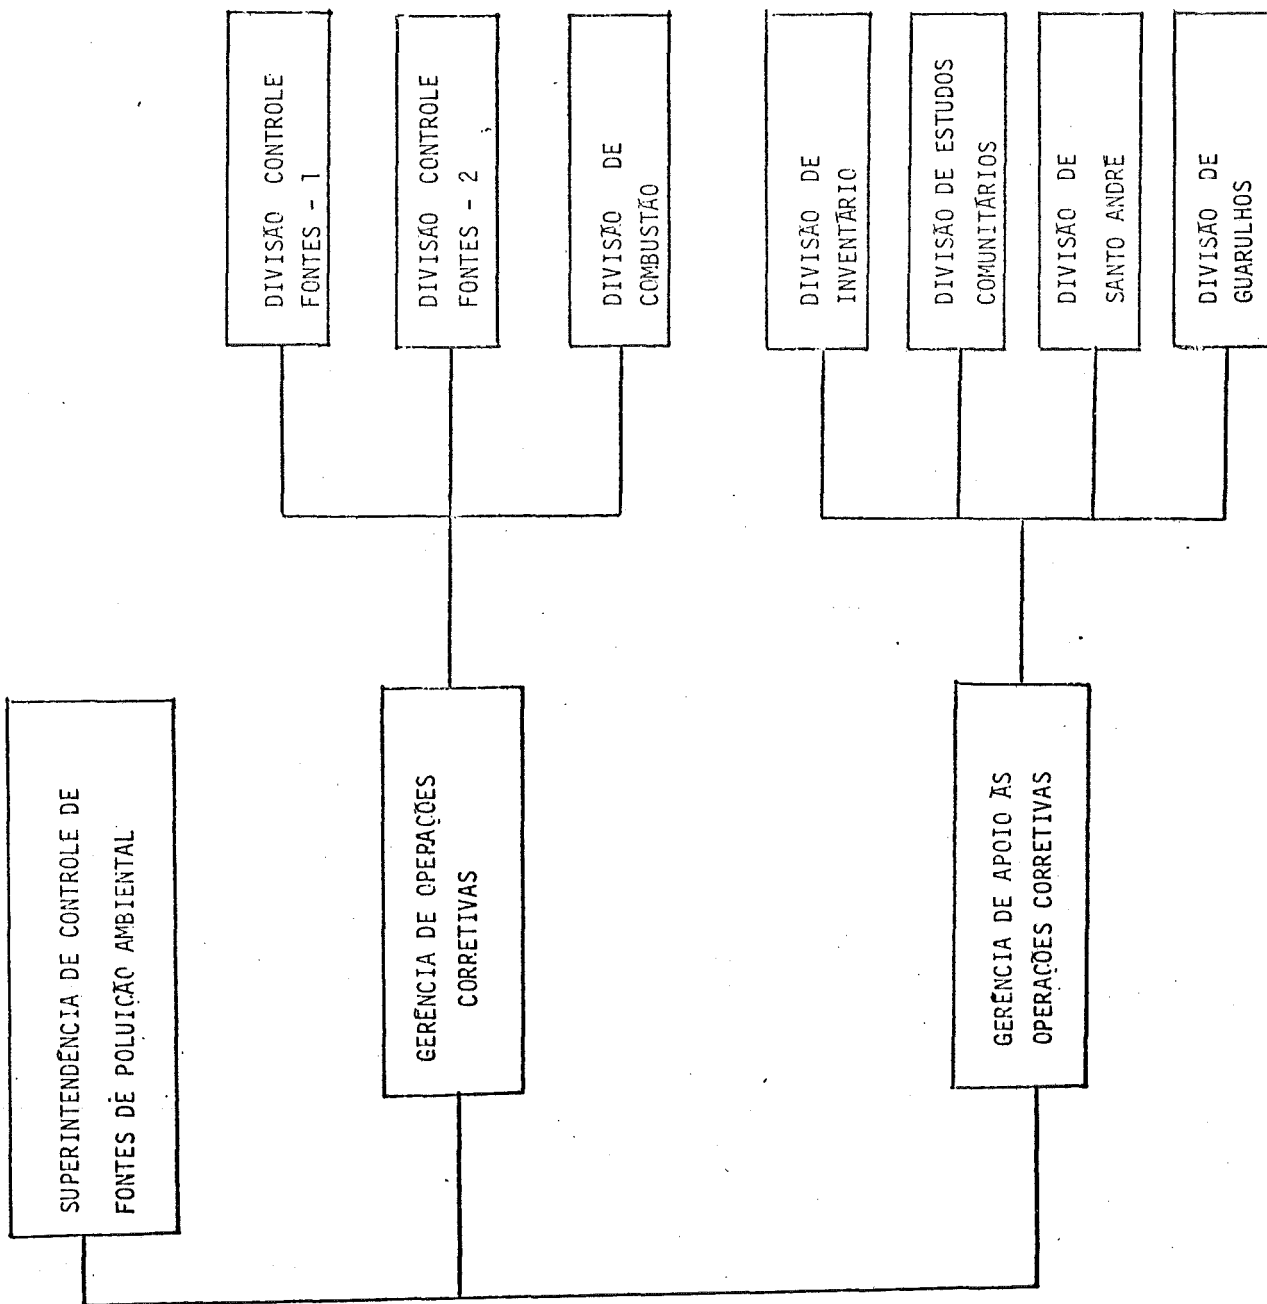 SUPERINTENDÊNCIA DE CONTROLE DE
FONTES DE POLUIÇÃO AMBIENTAL
GERÊNCIA DE OPERAÇÕES
CORRETIVAS
DIVISÃO CONTROLE
FONTES - 1
DIVISÃO CONTROLE
FONTES - 2
DIVISÃO DE
COMBUSTÃO
GERÊNCIA DE APOIO ÀS
OPERAÇÕES CORRETIVAS
DIVISÃO DE
INVENTÁRIO
DIVISÃO DE ESTUDOS
COMUNITÁRIOS
DIVISÃO DE
SANTO ANDRÉ
DIVISÃO DE
GUARULHOS